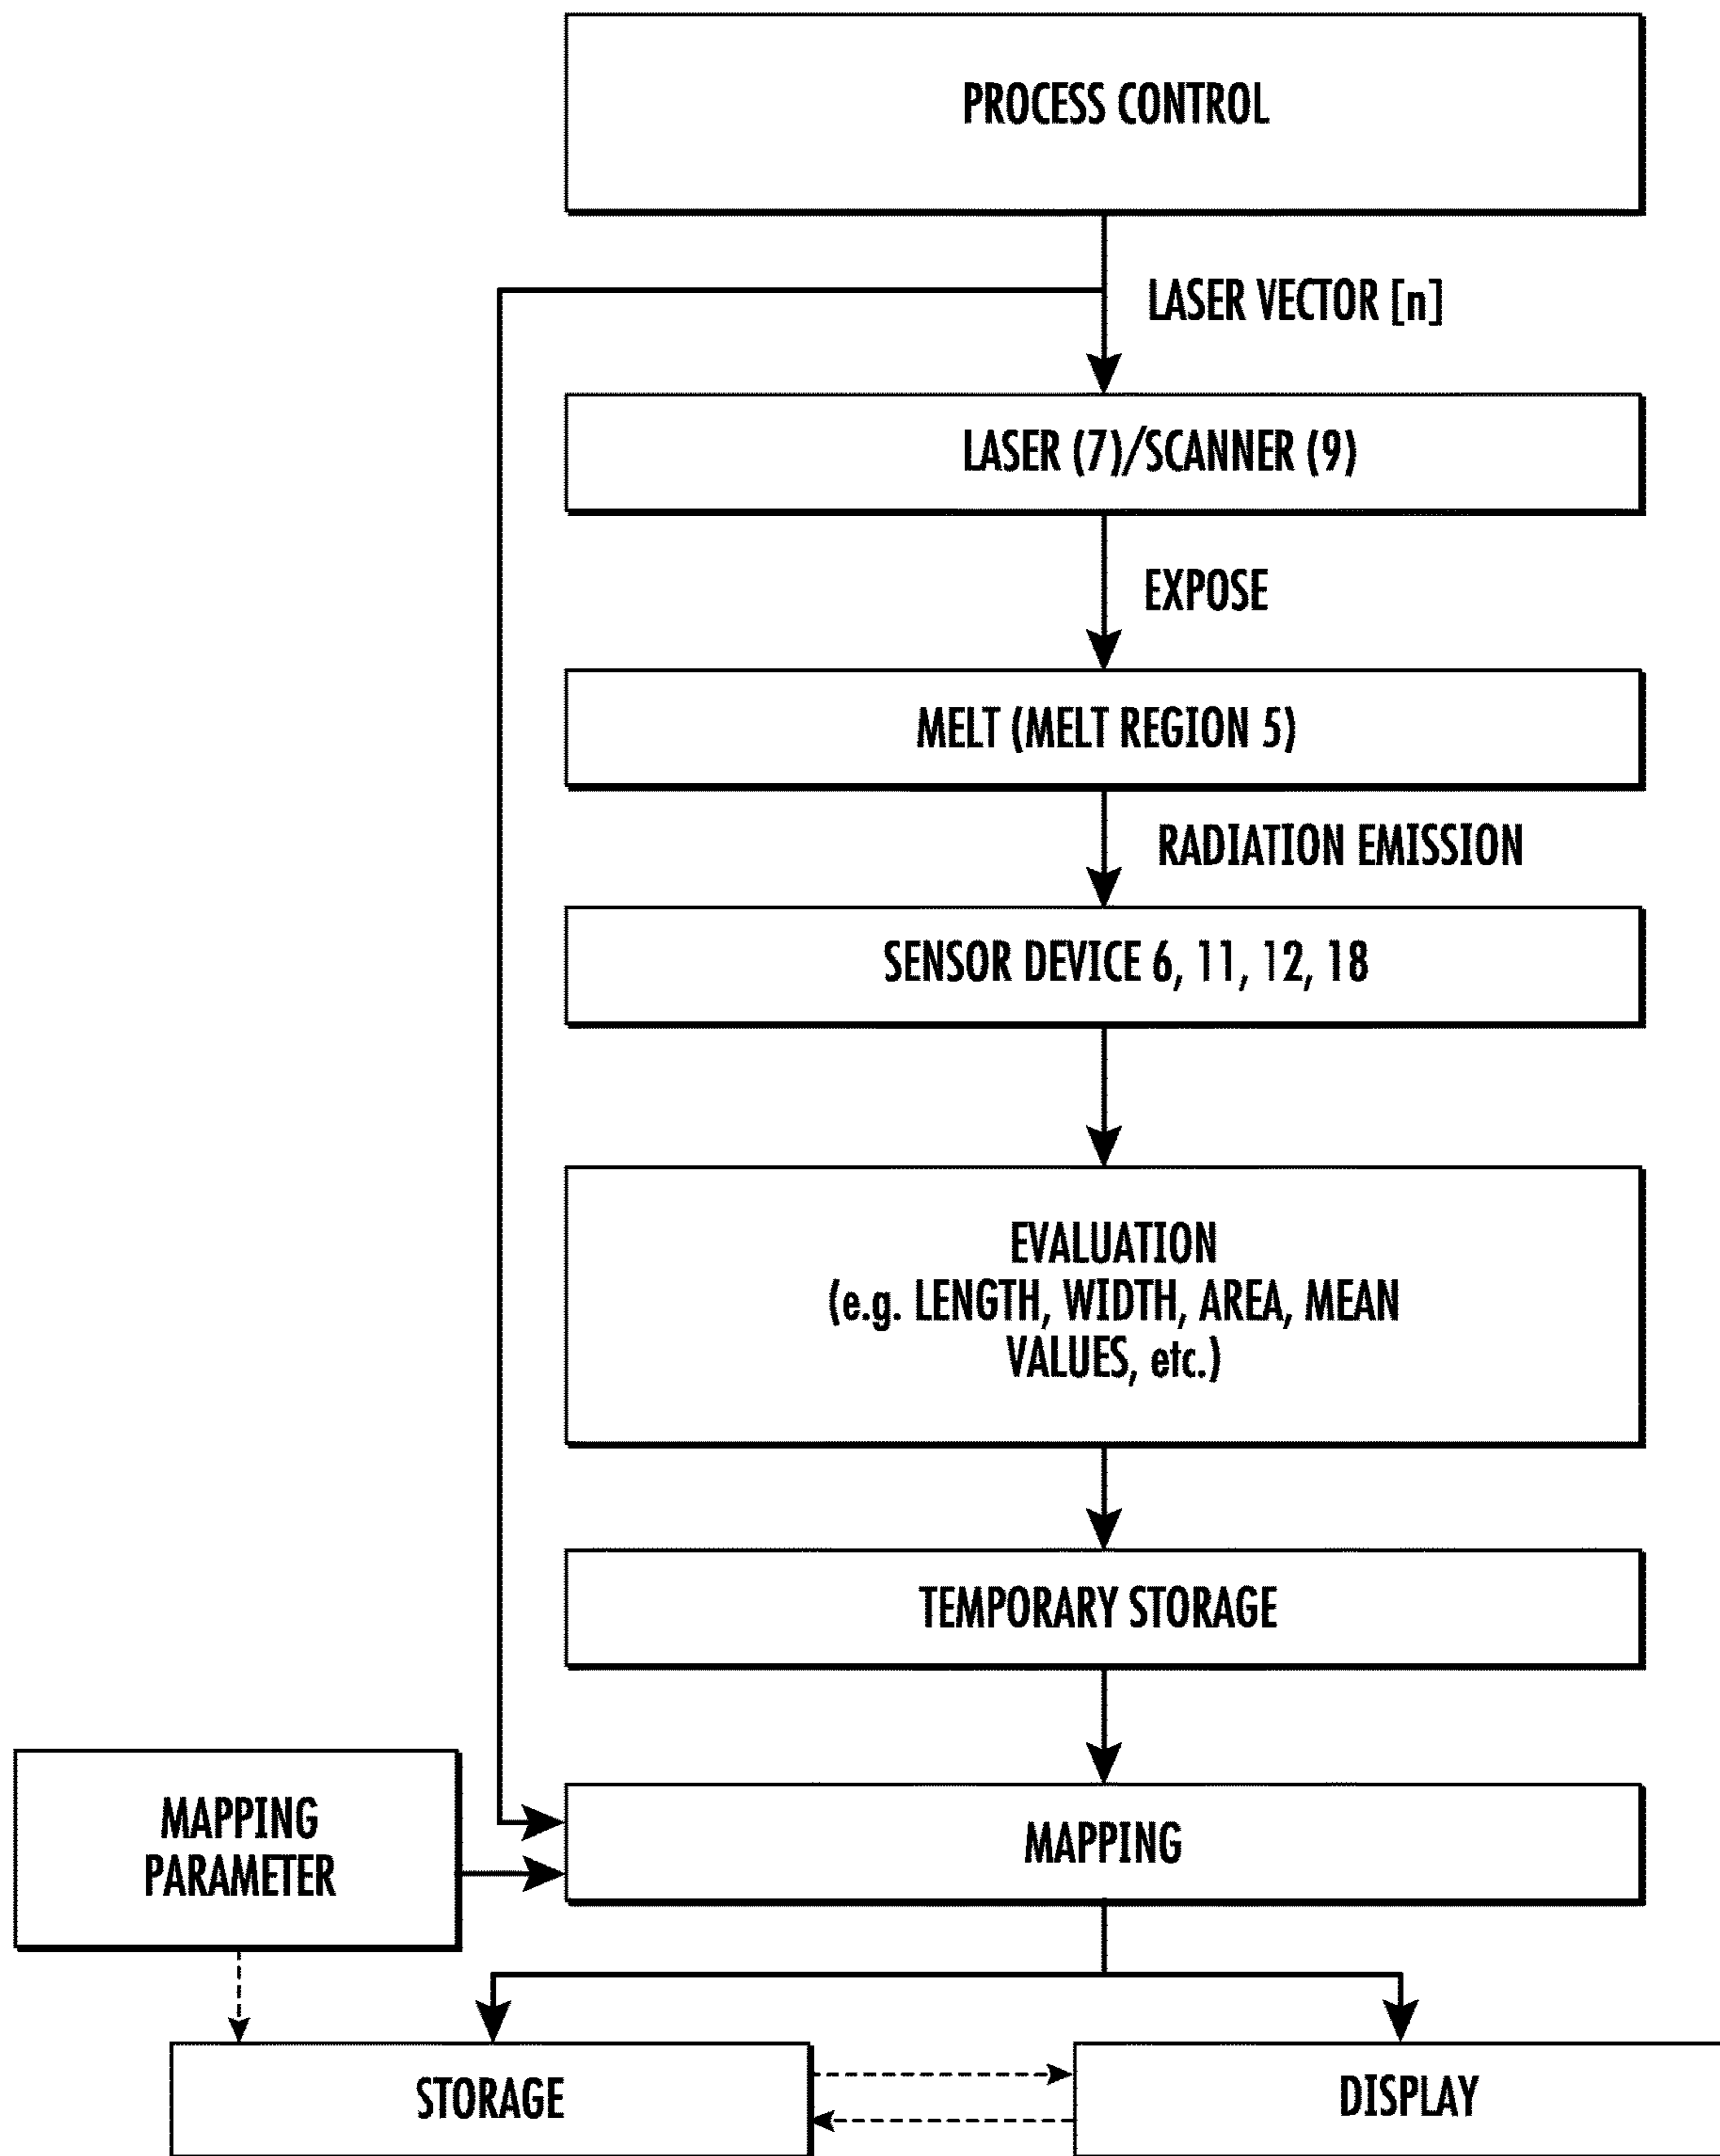 PROCESS CONTROL
LASER VECTOR [n]
LASER (7)/SCANNER (9)
EXPOSE
MELT (MELT REGION 5)
RADIATION EMISSION
SENSOR DEVICE 6, 11, 12, 18
EVALUATION
(e.g. LENGTH, WIDTH, AREA, MEAN
VALUES, etc.)
TEMPORARY STORAGE
MAPPING
PARAMETER
MAPPING
STORAGE
DISPLAY